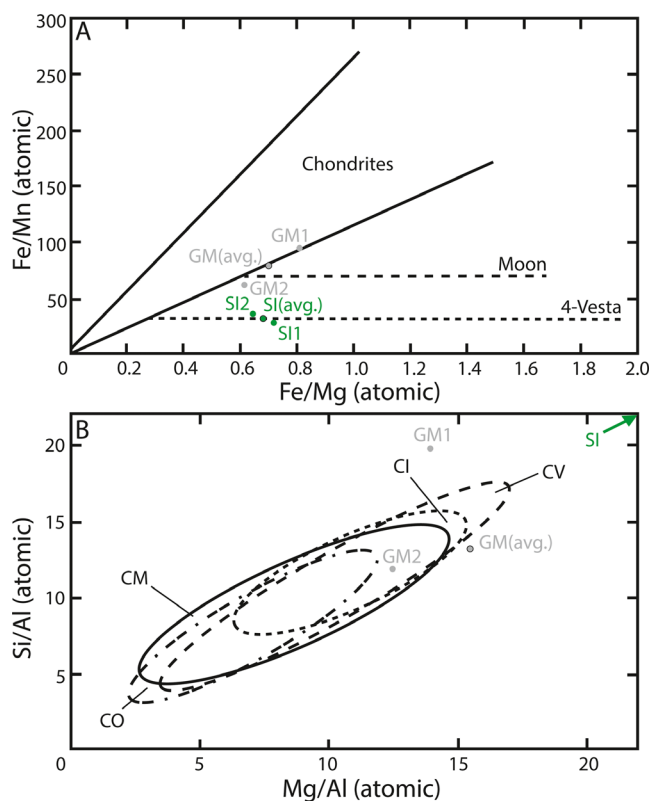 A
300
250
200
150
100
50
Fe/Mn (atomic)
Chondrites
GM1
GM(avg.)
Moon
GM2
SI2 SI(avg.)
4-Vesta
SI1
0 0.2 0.4 0.6 0.8 1.0 1.2 1.4 1.6 1.8 2.0
Fe/Mg (atomic)
B
20
15
10
5
Si/Al (atomic)
GM1
SI
CI
CV
GM(avg.)
GM2
CM
CO
0 5 10 15 20
Mg/Al (atomic)